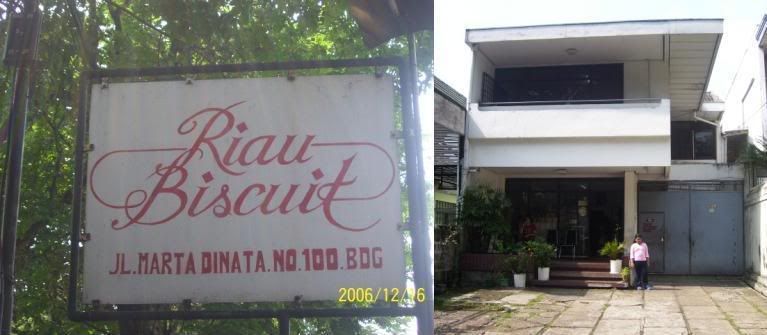 Riau
Biscuit
JL.MARTA DINATA.NO.100.BDG
2006/12/16